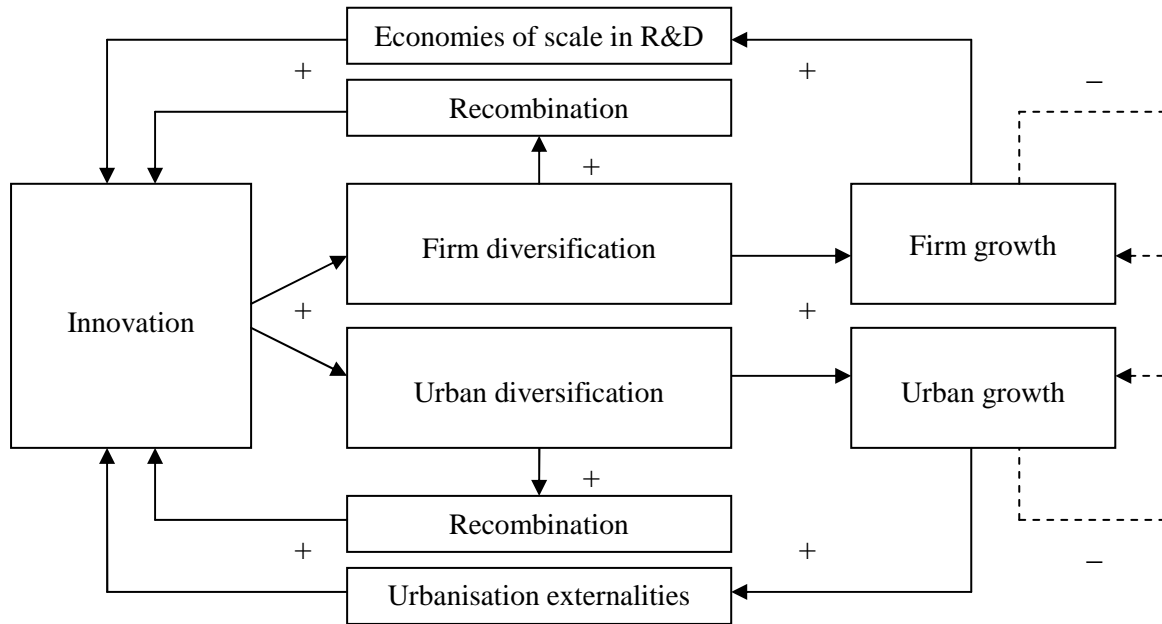 Economies of scale in R&D
+
+
–
Recombination
+
Firm diversification
Firm growth
Innovation
+
+
Urban diversification
Urban growth
+
Recombination
+
+
–
Urbanisation externalities